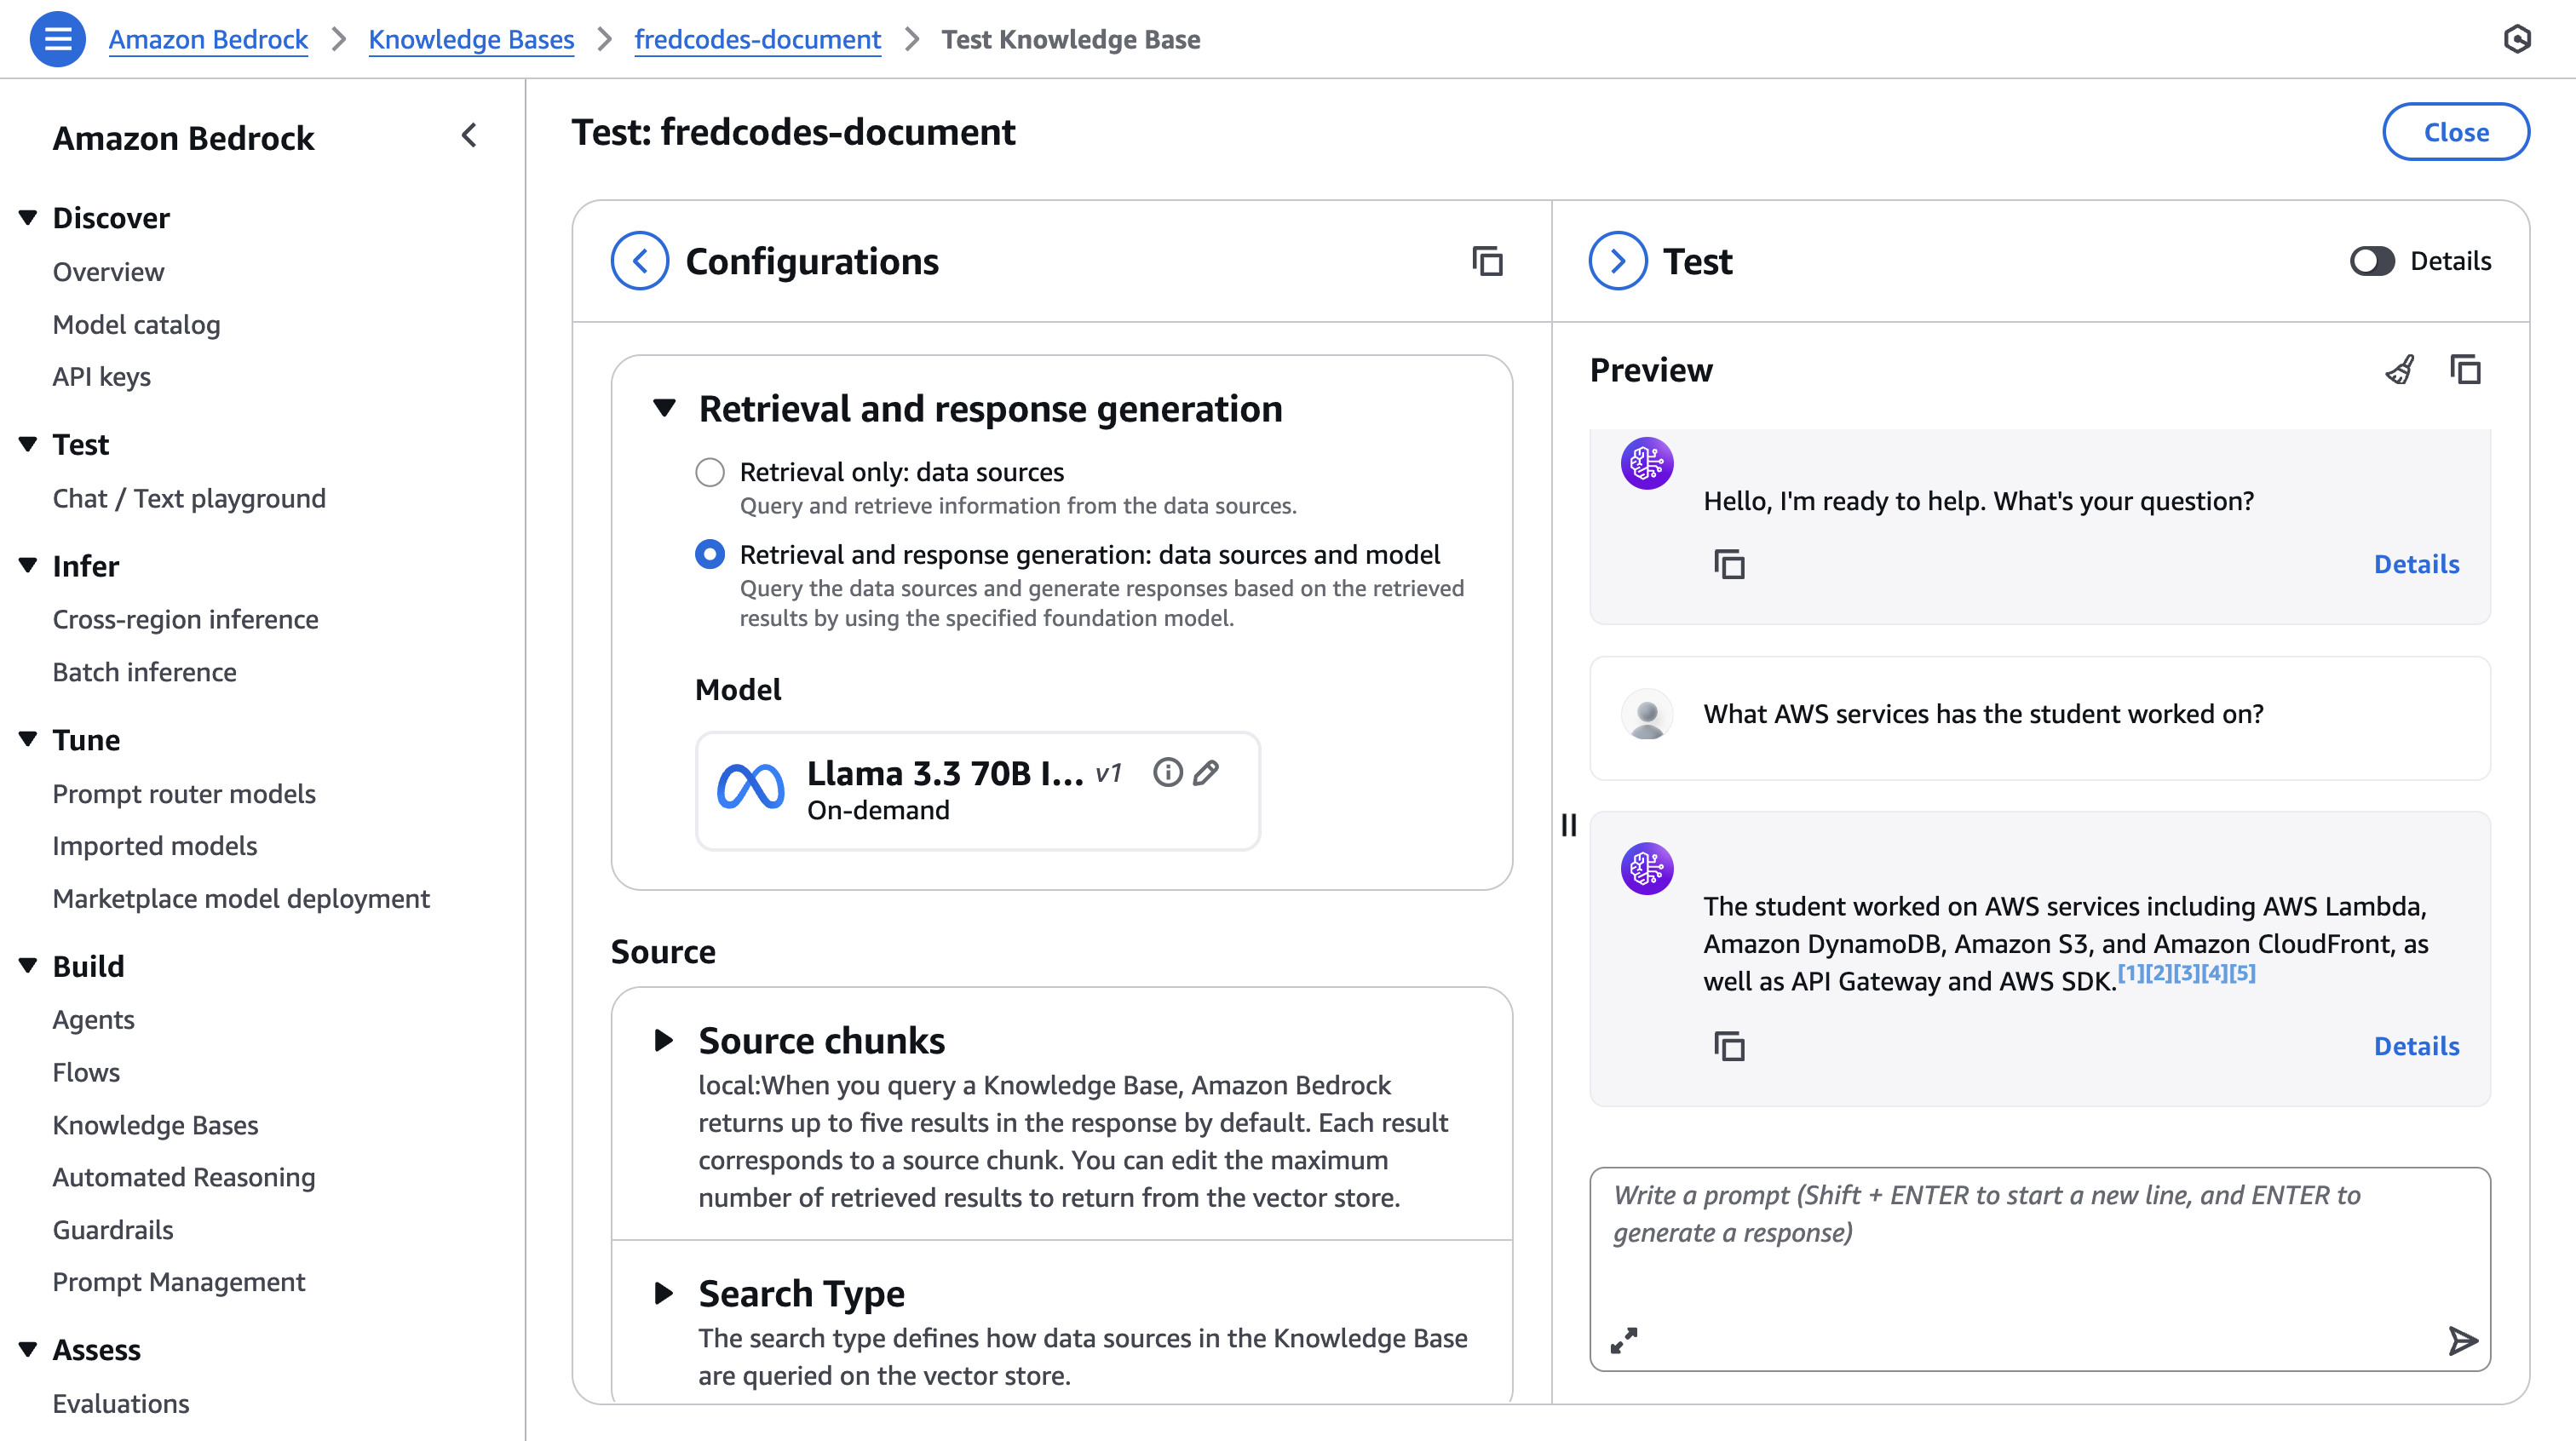 Amazon Bedrock
Knowledge Bases
fredcodes-document
Test Knowledge Base
Amazon Bedrock
Discover
Overview
Model catalog
API keys
Test
Chat / Text playground
Infer
Cross-region inference
Batch inference
Tune
Prompt router models
Imported models
Marketplace model deployment
Build
Agents
Flows
Knowledge Bases
Automated Reasoning
Guardrails
Prompt Management
Assess
Evaluations
Test: fredcodes-document
Close
Configurations
Retrieval and response generation
Retrieval only: data sources
Query and retrieve information from the data sources.
Retrieval and response generation: data sources and model
Query the data sources and generate responses based on the retrieved
results by using the specified foundation model.
Model
Llama 3.3 70B I... v1
On-demand
Source
Source chunks
local:When you query a Knowledge Base, Amazon Bedrock
returns up to five results in the response by default. Each result
corresponds to a source chunk. You can edit the maximum
number of retrieved results to return from the vector store.
Search Type
The search type defines how data sources in the Knowledge Base
are queried on the vector store.
Test
Details
Preview
Hello, I'm ready to help. What's your question?
Details
What AWS services has the student worked on?
The student worked on AWS services including AWS Lambda,
Amazon DynamoDB, Amazon S3, and Amazon CloudFront, as
well as API Gateway and AWS SDK.[1][2][3][4][5]
Details
Write a prompt (Shift + ENTER to start a new line, and ENTER to
generate a response)